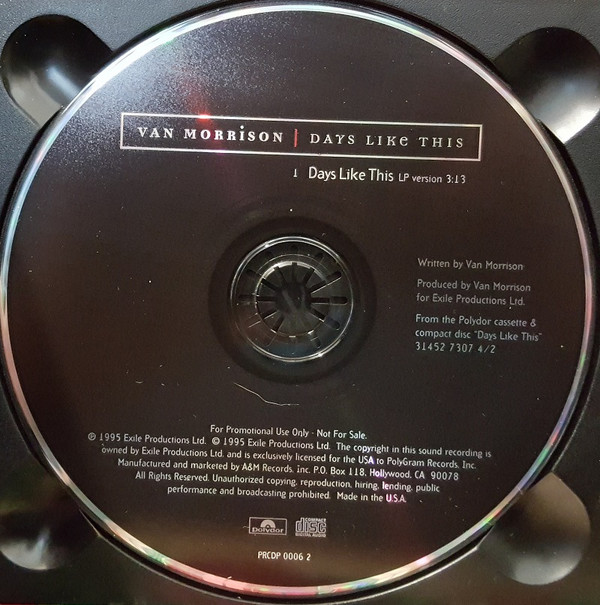 VAN MORRISON | DAYS LIKE THIS
1 Days Like This LP version 3:13
Written by Van Morrison
Produced by Van Morrison
for Exile Productions Ltd.
From the Polydor cassette &
compact disc "Days Like This"
31452 7307 4/2
For Promotional Use Only - Not For Sale.
℗ 1995 Exile Productions Ltd. © 1995 Exile Productions Ltd. The copyright in this sound recording is
owned by Exile Productions Ltd. and is exclusively licensed for the USA to PolyGram Records, Inc.
Manufactured and marketed by A&M Records, Inc. P.O. Box 118, Hollywood, CA 90078
All Rights Reserved. Unauthorized copying, reproduction, hiring, lending, public
performance and broadcasting prohibited. Made in the U.S.A.
polydor
COMPACT
disc
DIGITAL AUDIO
PRCDP 0006 2